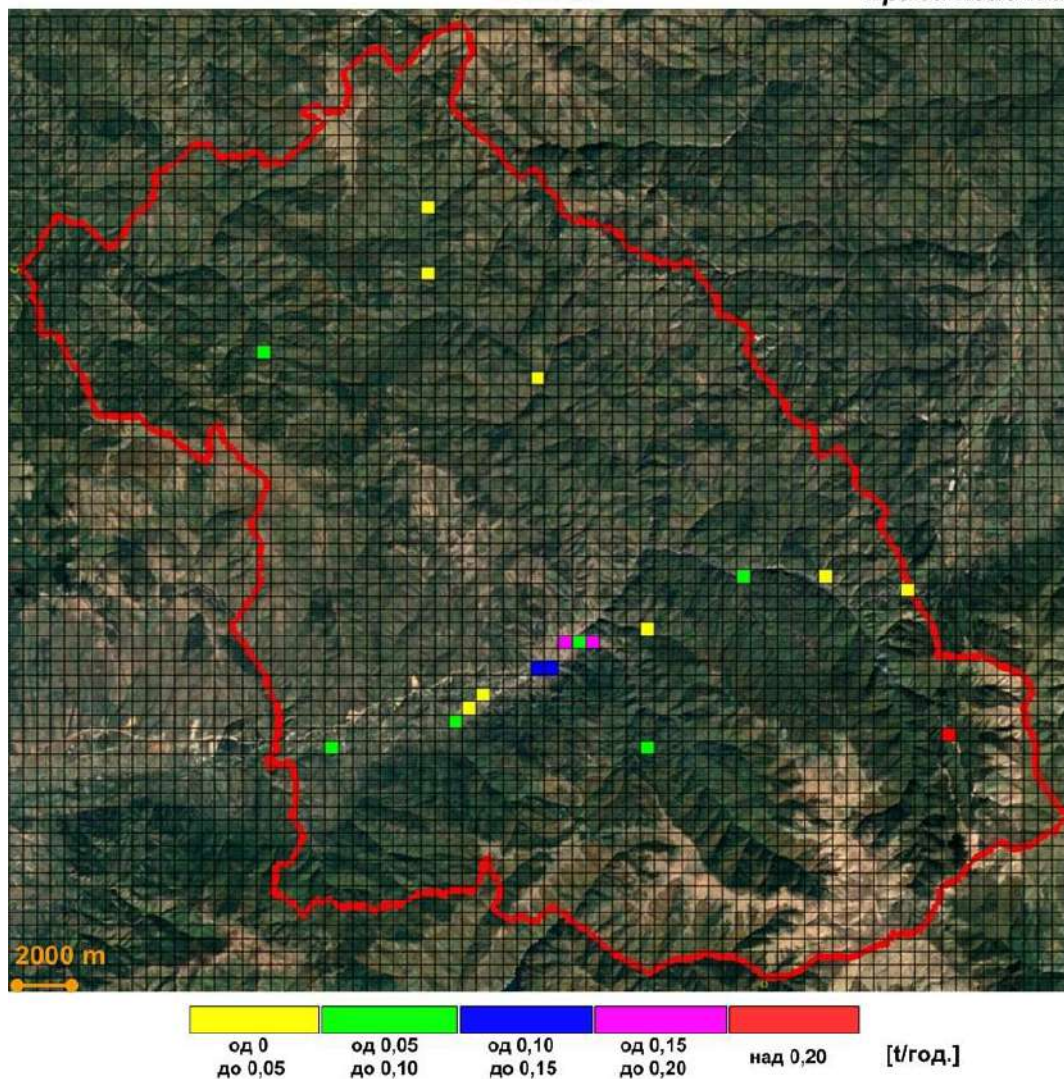 2000 m
од 0
до 0,05
од 0,05
до 0,10
од 0,10
до 0,15
од 0,15
до 0,20
над 0,20
[t/год.]